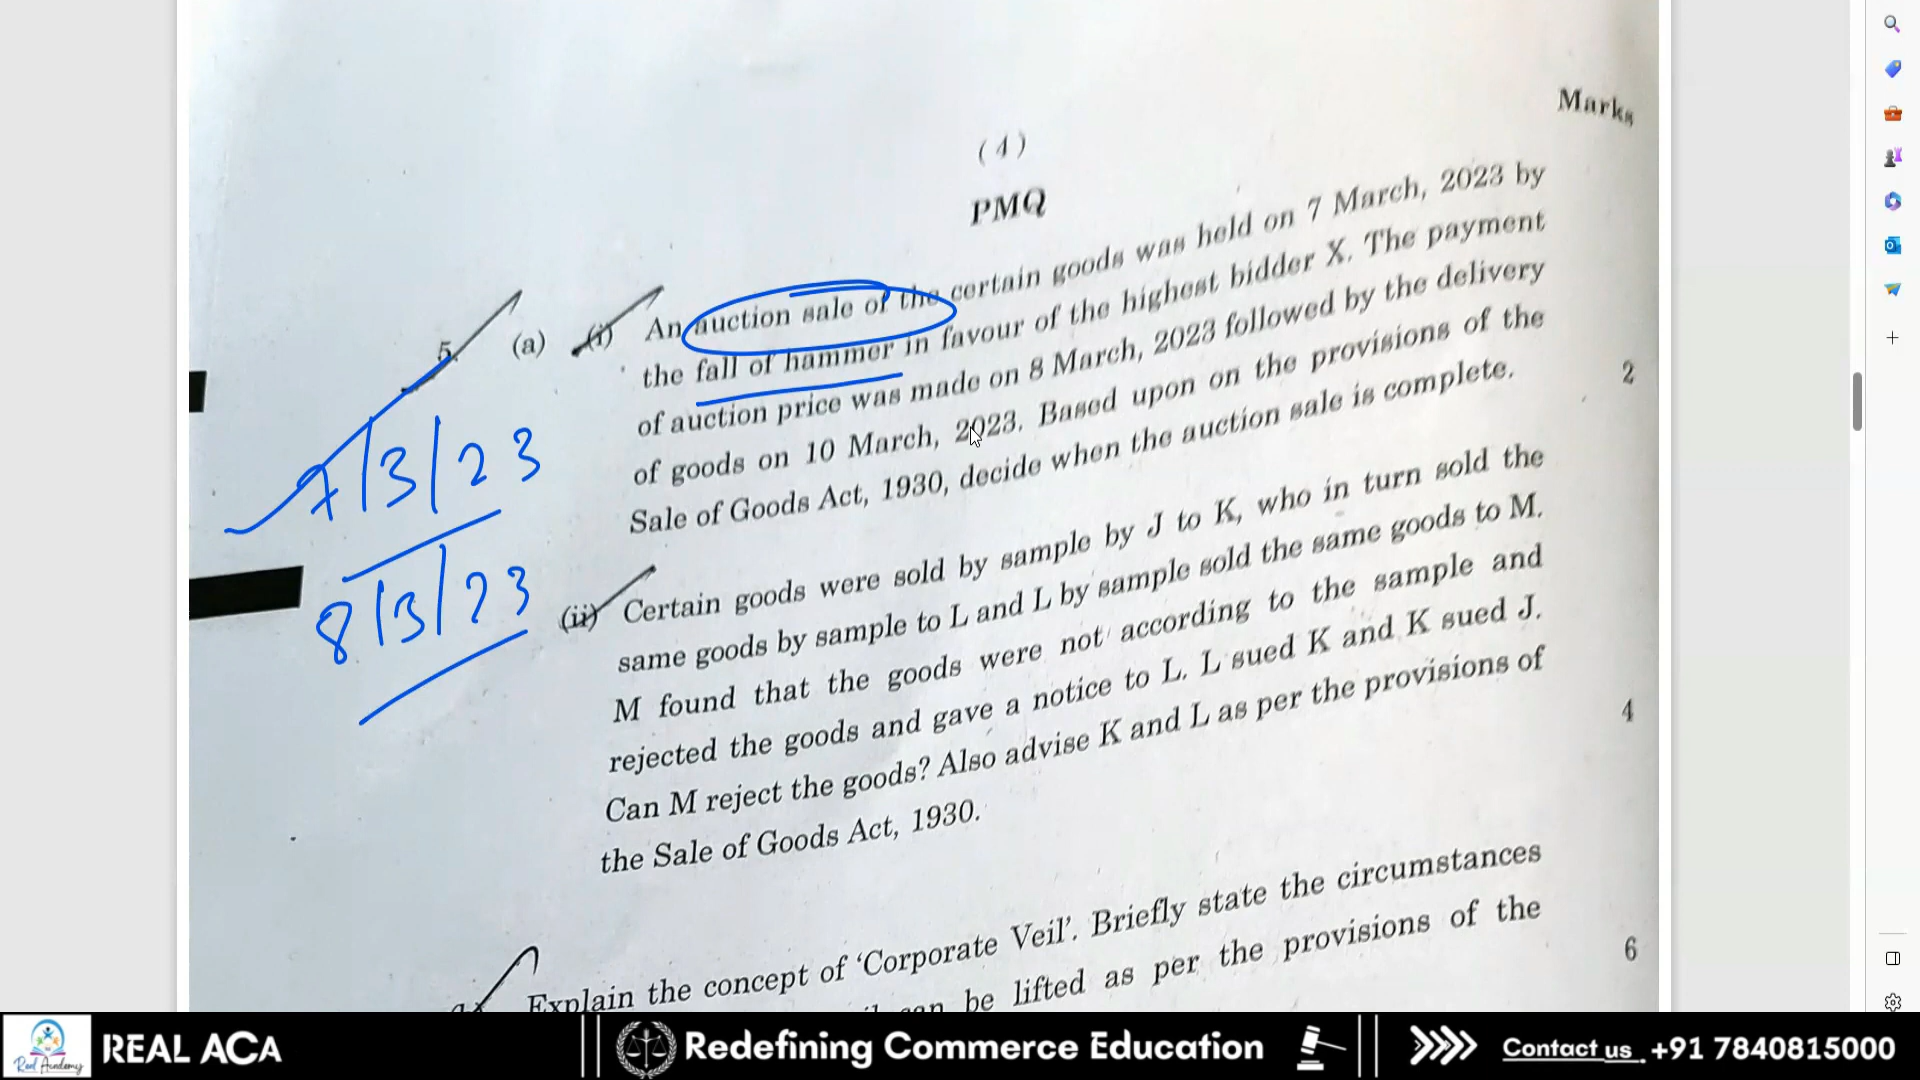 Marks
(4)
PMQ
5. (a) (i) An auction sale of the certain goods was held on 7 March, 2023 by
the fall of hammer in favour of the highest bidder X. The payment
of auction price was made on 8 March, 2023 followed by the delivery
of goods on 10 March, 2023. Based upon on the provisions of the
Sale of Goods Act, 1930, decide when the auction sale is complete. 2
7/3/23
8/3/23
(ii) Certain goods were sold by sample by J to K, who in turn sold the
same goods by sample to L and L by sample sold the same goods to M.
M found that the goods were not according to the sample and
rejected the goods and gave a notice to L. L sued K and K sued J.
Can M reject the goods? Also advise K and L as per the provisions of
the Sale of Goods Act, 1930. 4
Explain the concept of 'Corporate Veil'. Briefly state the circumstances
can be lifted as per the provisions of the
6
Real Academy
REAL ACA
Redefining Commerce Education
Contact us +91 7840815000